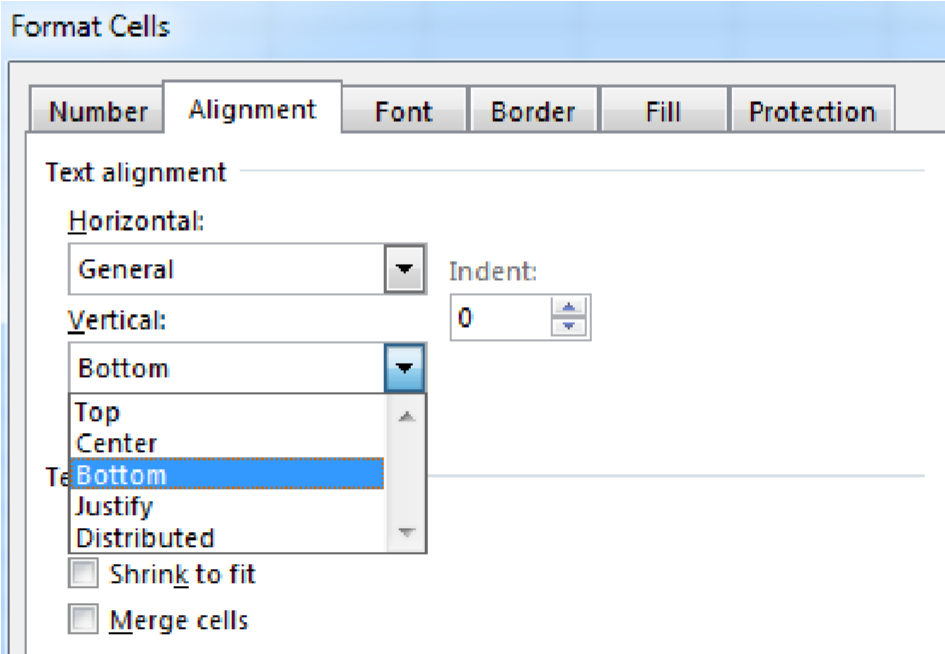 Format Cells
Number Alignment Font Border Fill Protection
Text alignment
Horizontal:
General
Indent:
Vertical:
0
Bottom
Top
Center
Te
Bottom
Justify
Distributed
Shrink to fit
Merge cells